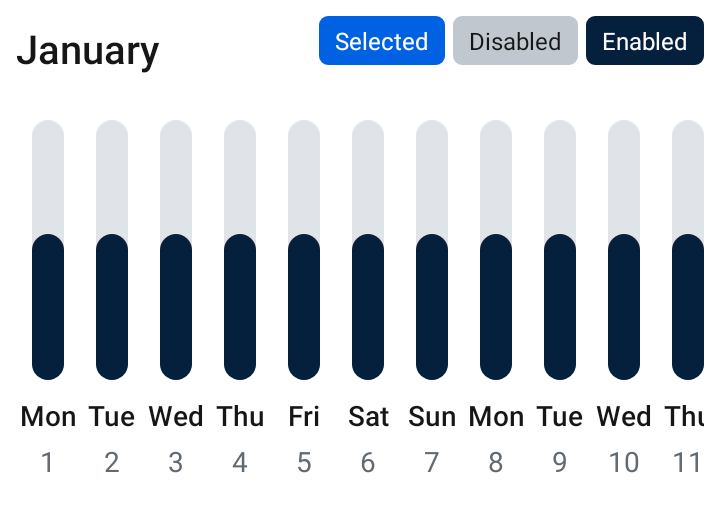 January
Selected Disabled Enabled
Mon Tue Wed Thu Fri Sat Sun Mon Tue Wed Thu
1 2 3 4 5 6 7 8 9 10 11